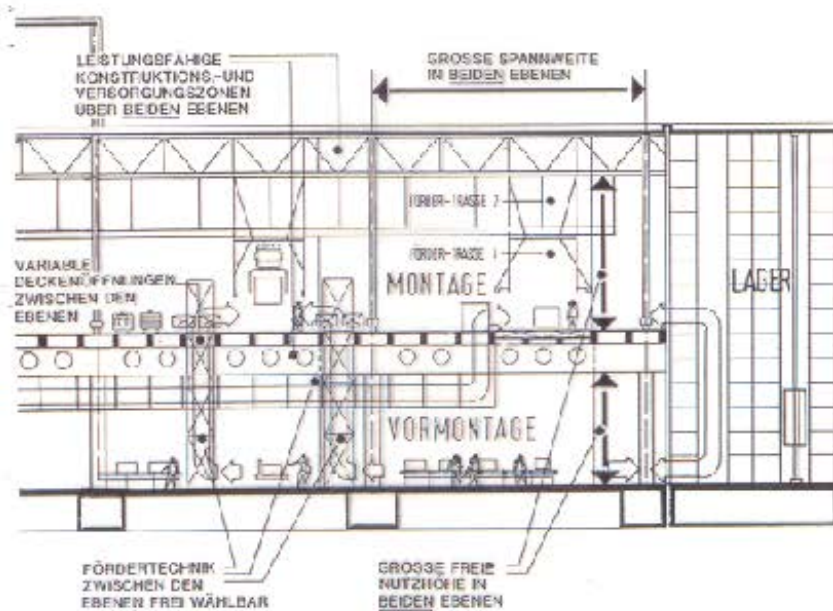 LEISTUNGSFÄHIGE
KONSTRUKTIONS.-UND
VERSORGUNGSZONEN
ÜBER BEIDEN EBENEN
GROSSE SPANNWEITE
IN BEIDEN EBENEN
FÖRDER-TRASSE 2
FÖRDER-TRASSE 1
VARIABLE
DECKENÖFFNUNGEN
ZWISCHEN DEN
EBENEN
MONTAGE
LAGER
VORMONTAGE
FÖRDERTECHNIK
ZWISCHEN DEN
EBENEN FREI WÄHLBAR
GROSSE FREIE
NUTZHÖHE IN
BEIDEN EBENEN